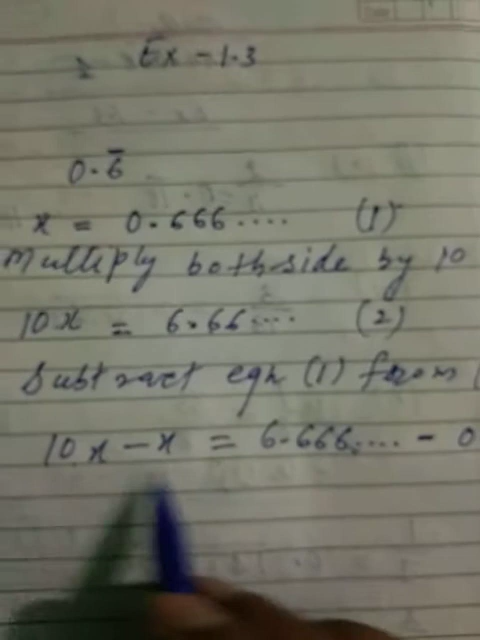 Ex - 1.3
0.6̅
x = 0.666.... (1)
Multiply both side by 10
10x = 6.66.... (2)
Subtract eqn (1) from (
10x - x = 6.666.... - 0